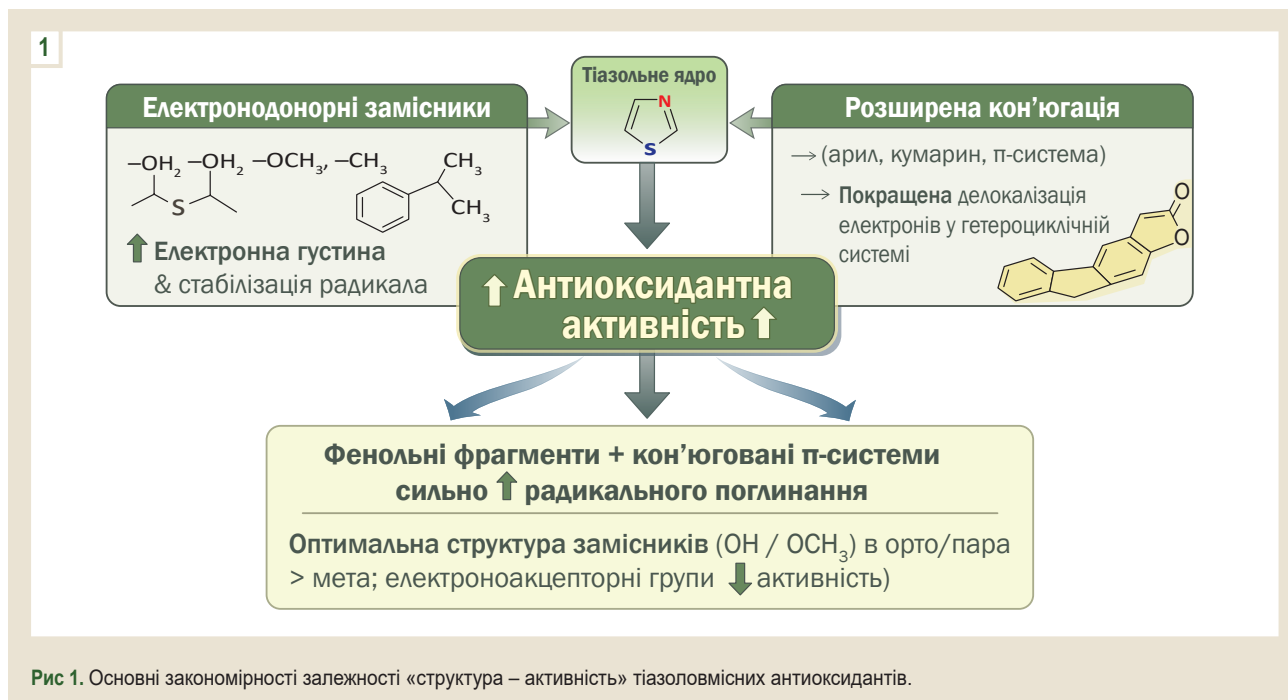 1
Тіазольне ядро
N
S
Електронодонорні замісники
–OH₂ –OH₂ –OCH₃, –CH₃
S
CH₃
CH₃
↑ Електронна густина
& стабілізація радикала
Розширена кон’югація
→ (арил, кумарин, π-система)
→ Покращена делокалізація
електронів у гетероциклічній
системі
O
O
↑ Антиоксидантна
активність ↑
Фенольні фрагменти + кон’юговані π-системи
сильно ↑ радикального поглинання
Оптимальна структура замісників (OH / OCH₃) в орто/пара
> мета; електроноакцепторні групи ↓ активність)
Рис 1. Основні закономірності залежності «структура – активність» тіазоловмісних антиоксидантів.